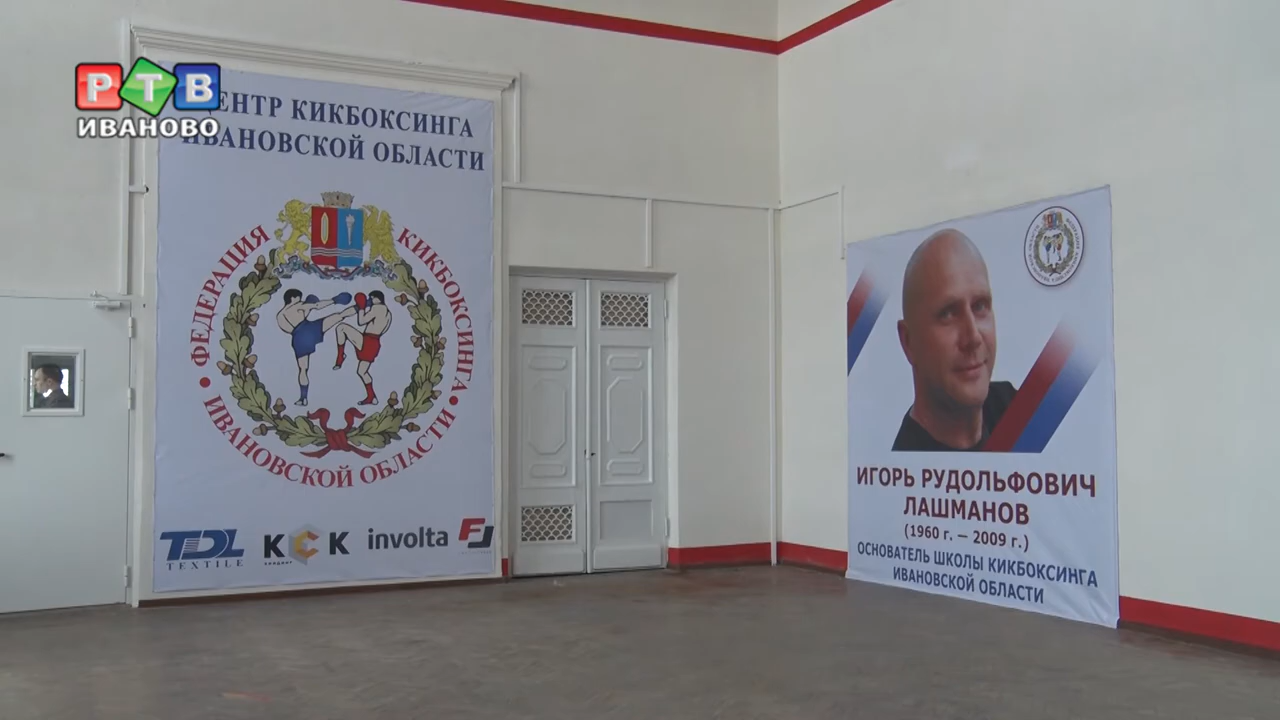 РТВ
ИВАНОВО
ЦЕНТР КИКБОКСИНГА
ИВАНОВСКОЙ ОБЛАСТИ
ФЕДЕРАЦИЯ КИКБОКСИНГА
• ИВАНОВСКОЙ ОБЛАСТИ •
TDL
TEXTILE
КСК
involta
FJ
ИГОРЬ РУДОЛЬФОВИЧ
ЛАШМАНОВ
(1960 г. — 2009 г.)
ОСНОВАТЕЛЬ ШКОЛЫ КИКБОКСИНГА
ИВАНОВСКОЙ ОБЛАСТИ